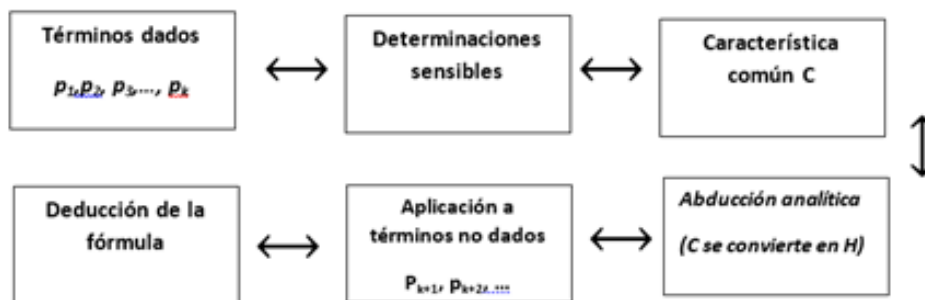 Términos dados
p1,p2, p3,..., pk
Determinaciones
sensibles
Característica
común C
Deducción de la
fórmula
Aplicación a
términos no dados
Pk+1, pk+2, ...
Abducción analítica
(C se convierte en H)